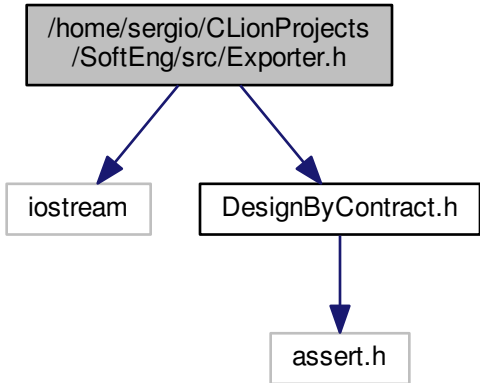 /home/sergio/CLionProjects
/SoftEng/src/Exporter.h
iostream
DesignByContract.h
assert.h